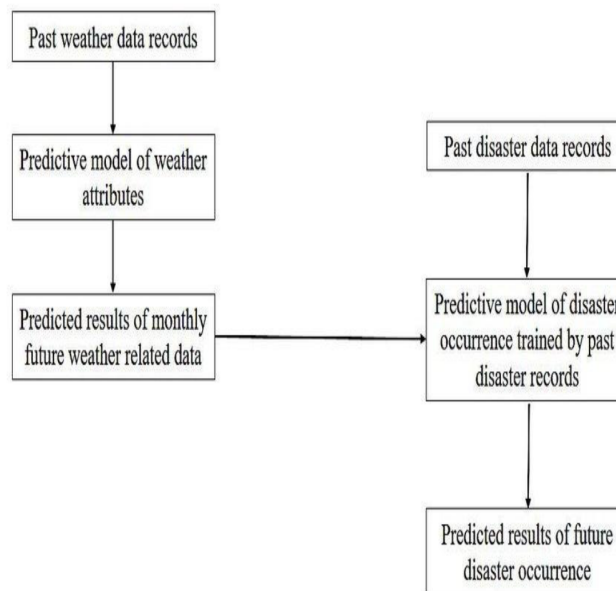 Past weather data records
Predictive model of weather
attributes
Predicted results of monthly
future weather related data
Past disaster data records
Predictive model of disaster
occurrence trained by past
disaster records
Predicted results of future
disaster occurrence